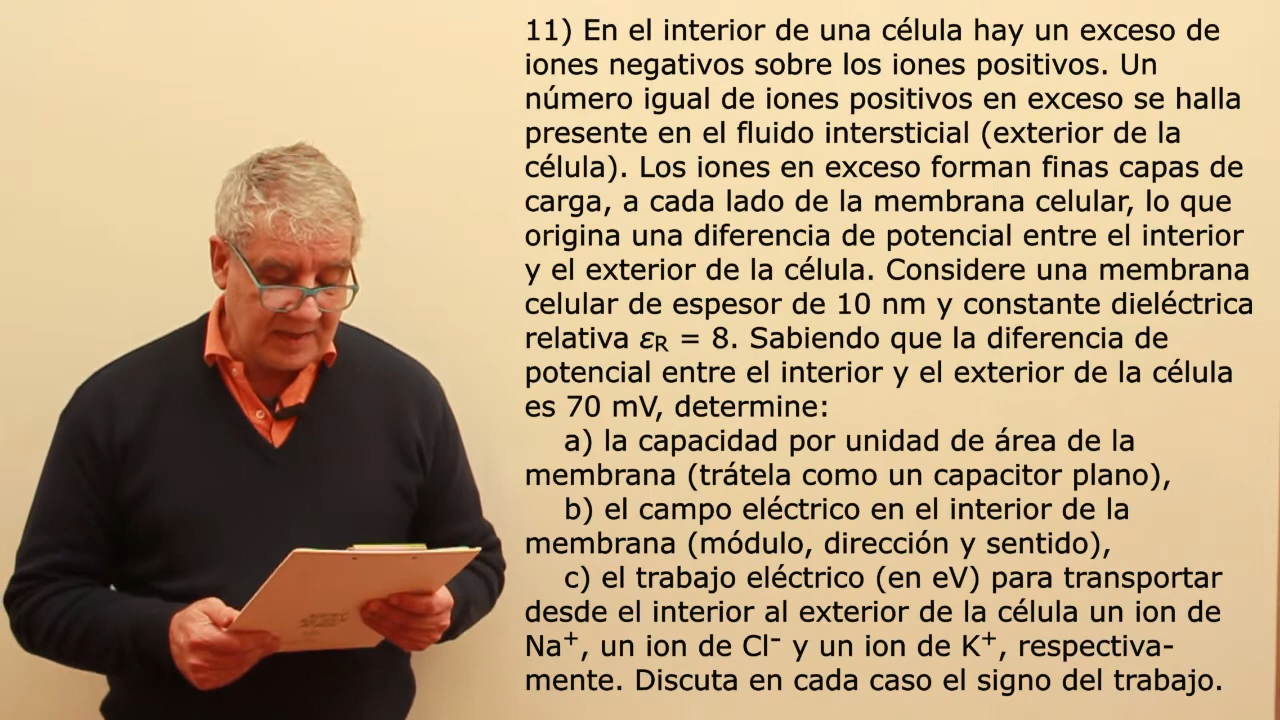 11) En el interior de una célula hay un exceso de
iones negativos sobre los iones positivos. Un
número igual de iones positivos en exceso se halla
presente en el fluido intersticial (exterior de la
célula). Los iones en exceso forman finas capas de
carga, a cada lado de la membrana celular, lo que
origina una diferencia de potencial entre el interior
y el exterior de la célula. Considere una membrana
celular de espesor de 10 nm y constante dieléctrica
relativa εR = 8. Sabiendo que la diferencia de
potencial entre el interior y el exterior de la célula
es 70 mV, determine:
a) la capacidad por unidad de área de la
membrana (trátela como un capacitor plano),
b) el campo eléctrico en el interior de la
membrana (módulo, dirección y sentido),
c) el trabajo eléctrico (en eV) para transportar
desde el interior al exterior de la célula un ion de
Na⁺, un ion de Cl⁻ y un ion de K⁺, respectiva-
mente. Discuta en cada caso el signo del trabajo.